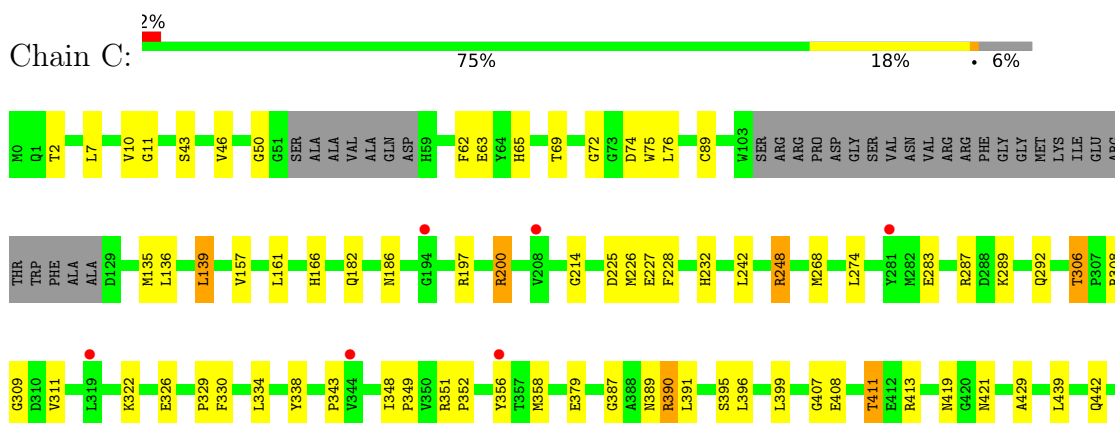 2%
Chain C:
75% 18% • 6%
M0 Q1 T2 L7 V10 G11 S43 V46 G50 G51 SER ALA ALA VAL ALA GLN ASP H59 F62 E63 Y64 H65 T69 G72 G73 D74 W75 L76 C89 W103 SER ARG ARG PRO ASP GLY SER VAL ASN VAL ARG ARG PHE GLY GLY MET LYS ILE GLU ARG
THR TRP PHE ALA ALA D129 M135 L136 L139 V157 L161 H166 Q182 N186 G194 R197 R200 V208 G214 D225 M226 E227 F228 H232 L242 R248 M268 L274 Y281 M282 E283 R287 D288 K289 Q292 T306 P307 R308
G309 D310 V311 L319 K322 E326 P329 F330 L334 Y338 P343 V344 I348 P349 V350 R351 P352 Y356 T357 M358 E379 G387 A388 N389 R390 L391 S395 L396 L399 G407 E408 T411 E412 R413 N419 G420 N421 A429 L439 Q442